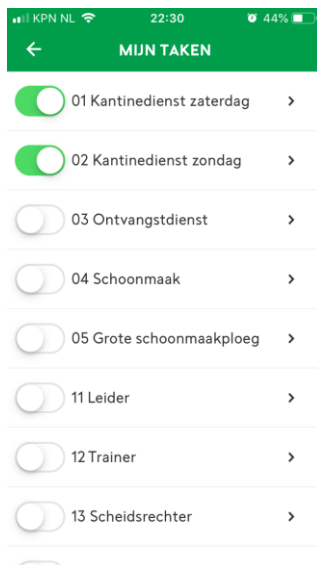 KPN NL 22:30 44%
MIJN TAKEN
01 Kantinedienst zaterdag
02 Kantinedienst zondag
03 Ontvangstdienst
04 Schoonmaak
05 Grote schoonmaakploeg
11 Leider
12 Trainer
13 Scheidsrechter